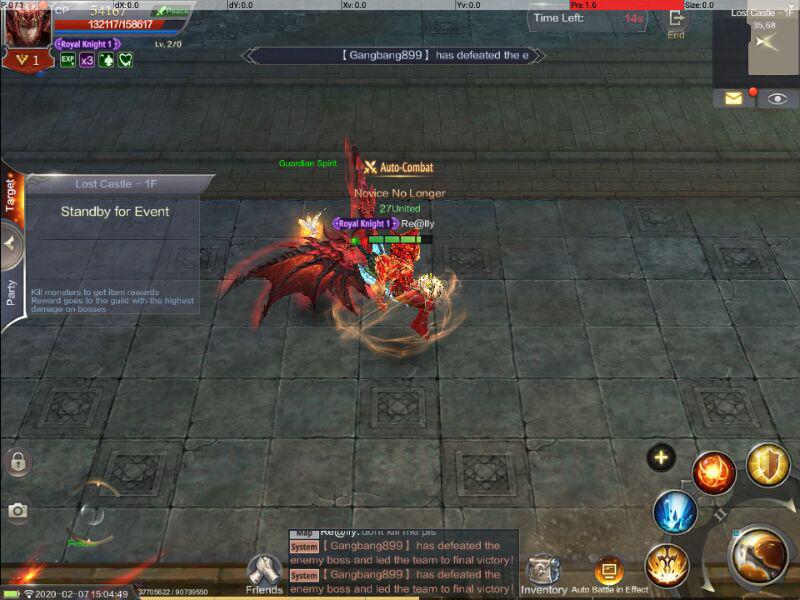 P: 0 / 1
dX: 0.0
dY: 0.0
Xv: 0.0
Yv: 0.0
Prs: 1.0
Size: 0.0
CP 54167
Peace
132117/158617
Royal Knight 1
Lv. 2/0
1
EXP
x3
Time Left: 14s
End
Lost Castle - 1F
35,68
【Gangbang899】has defeated the e
Target
Party
Lost Castle - 1F
Standby for Event
Kill monsters to get item rewards
Reward goes to the guild with the highest
damage on bosses
Guardian Spirit
Auto-Combat
Novice No Longer
27United
Royal Knight 1
Re@lly
Map
Re@lly: dont kill me pls
System 【Gangbang899】has defeated the
enemy boss and led the team to final victory!
System 【Gangbang899】has defeated the
enemy boss and led the team to final victory!
Friends
Inventory
Auto Battle in Effect
2020-02-07 15:04:49
37705622 / 90739550